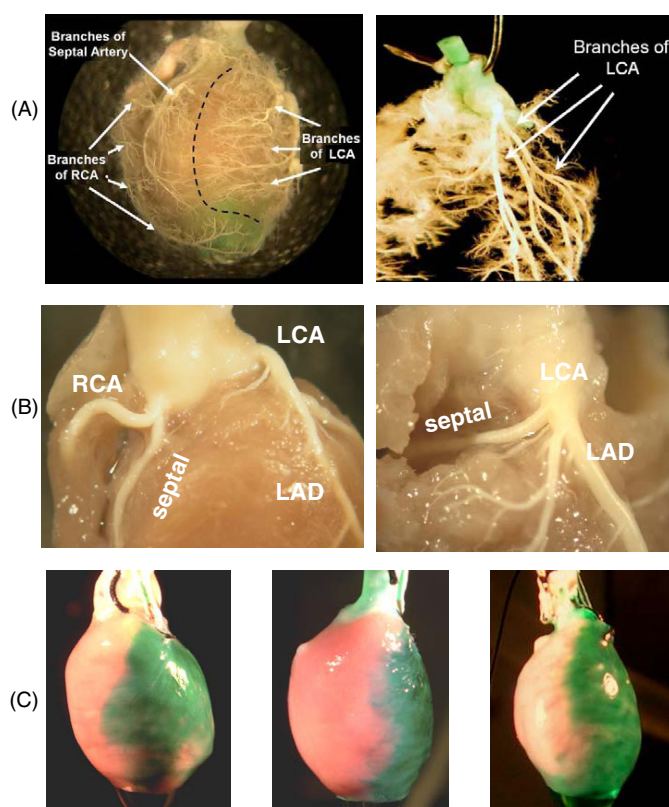 (A)
Branches of
Septal Artery
Branches
of RCA
Branches
of LCA
Branches of
LCA
(B)
RCA
LCA
septal
LAD
LCA
septal
LAD
(C)